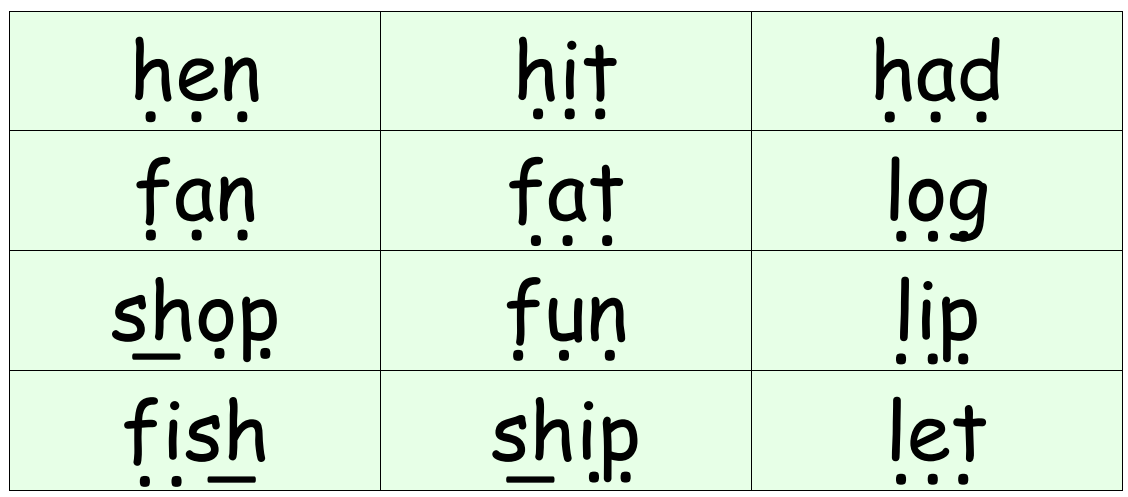 hen hit had
fan fat log
shop fun lip
fish ship let